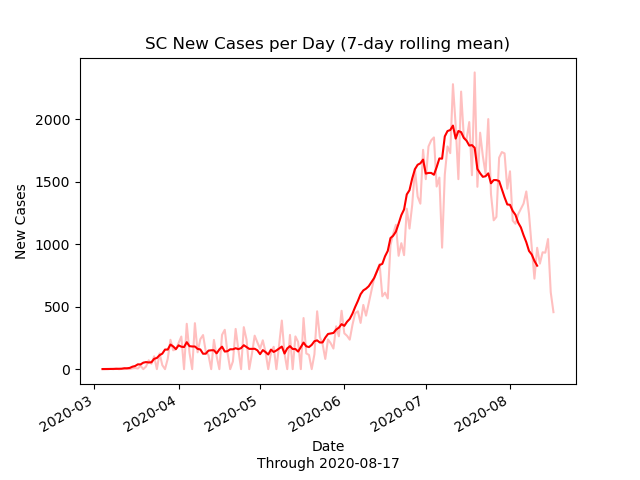 SC New Cases per Day (7-day rolling mean)
New Cases
2000
1500
1000
500
0
2020-03
2020-04
2020-05
2020-06
2020-07
2020-08
Date
Through 2020-08-17